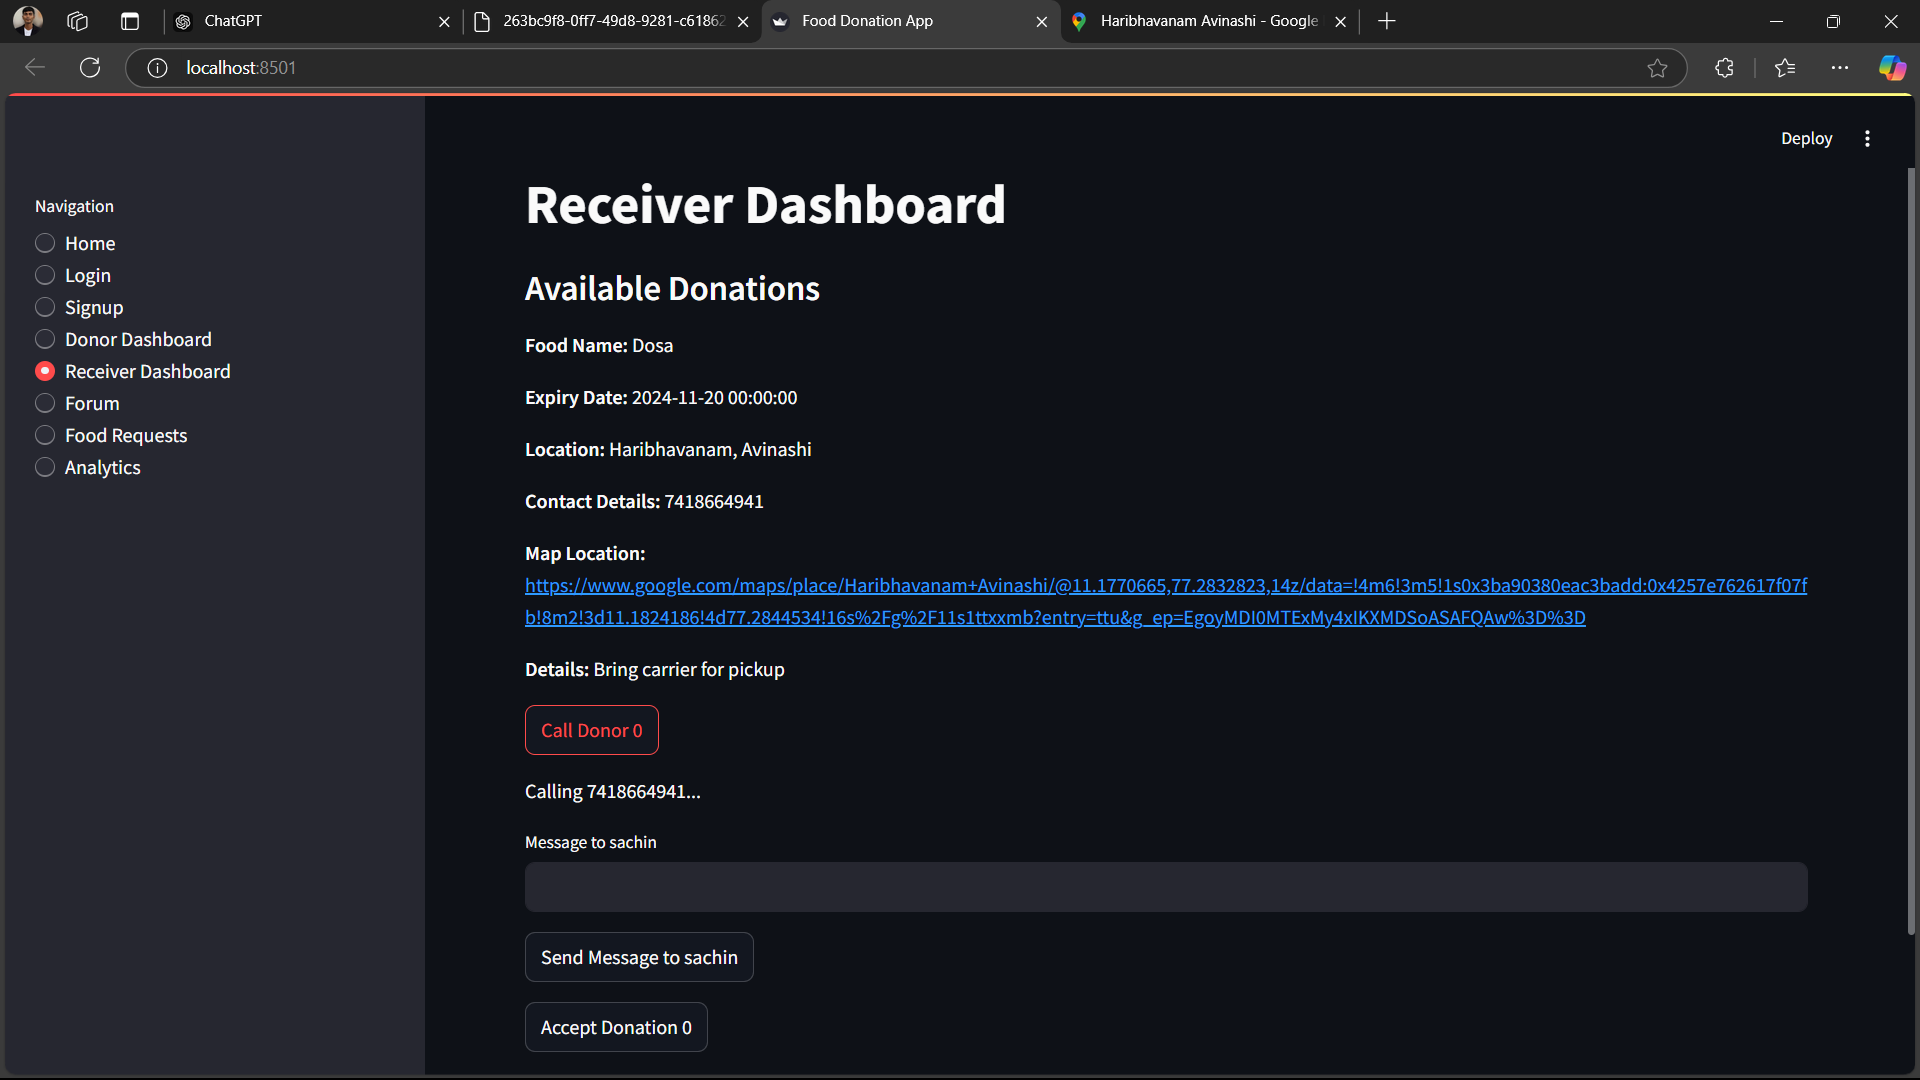 ChatGPT
263bc9f8-0ff7-49d8-9281-c61862
Food Donation App
Haribhavanam Avinashi - Google
localhost:8501
Deploy
Navigation
Home
Login
Signup
Donor Dashboard
Receiver Dashboard
Forum
Food Requests
Analytics
Receiver Dashboard
Available Donations
Food Name: Dosa
Expiry Date: 2024-11-20 00:00:00
Location: Haribhavanam, Avinashi
Contact Details: 7418664941
Map Location:
https://www.google.com/maps/place/Haribhavanam+Avinashi/@11.1770665,77.2832823,14z/data=!4m6!3m5!1s0x3ba90380eac3badd:0x4257e762617f07f
b!8m2!3d11.1824186!4d77.2844534!16s%2Fg%2F11s1ttxxmb?entry=ttu&g_ep=EgoyMDI0MTExMy4xIKXMDSoASAFQAw%3D%3D
Details: Bring carrier for pickup
Call Donor 0
Calling 7418664941...
Message to sachin
Send Message to sachin
Accept Donation 0